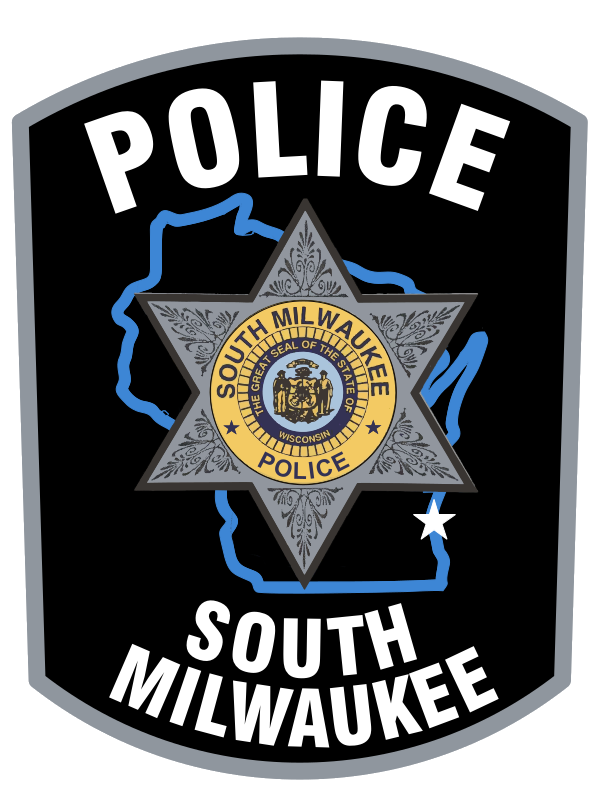 POLICE
SOUTH MILWAUKEE
THE GREAT SEAL OF THE STATE OF
WISCONSIN
POLICE
SOUTH
MILWAUKEE